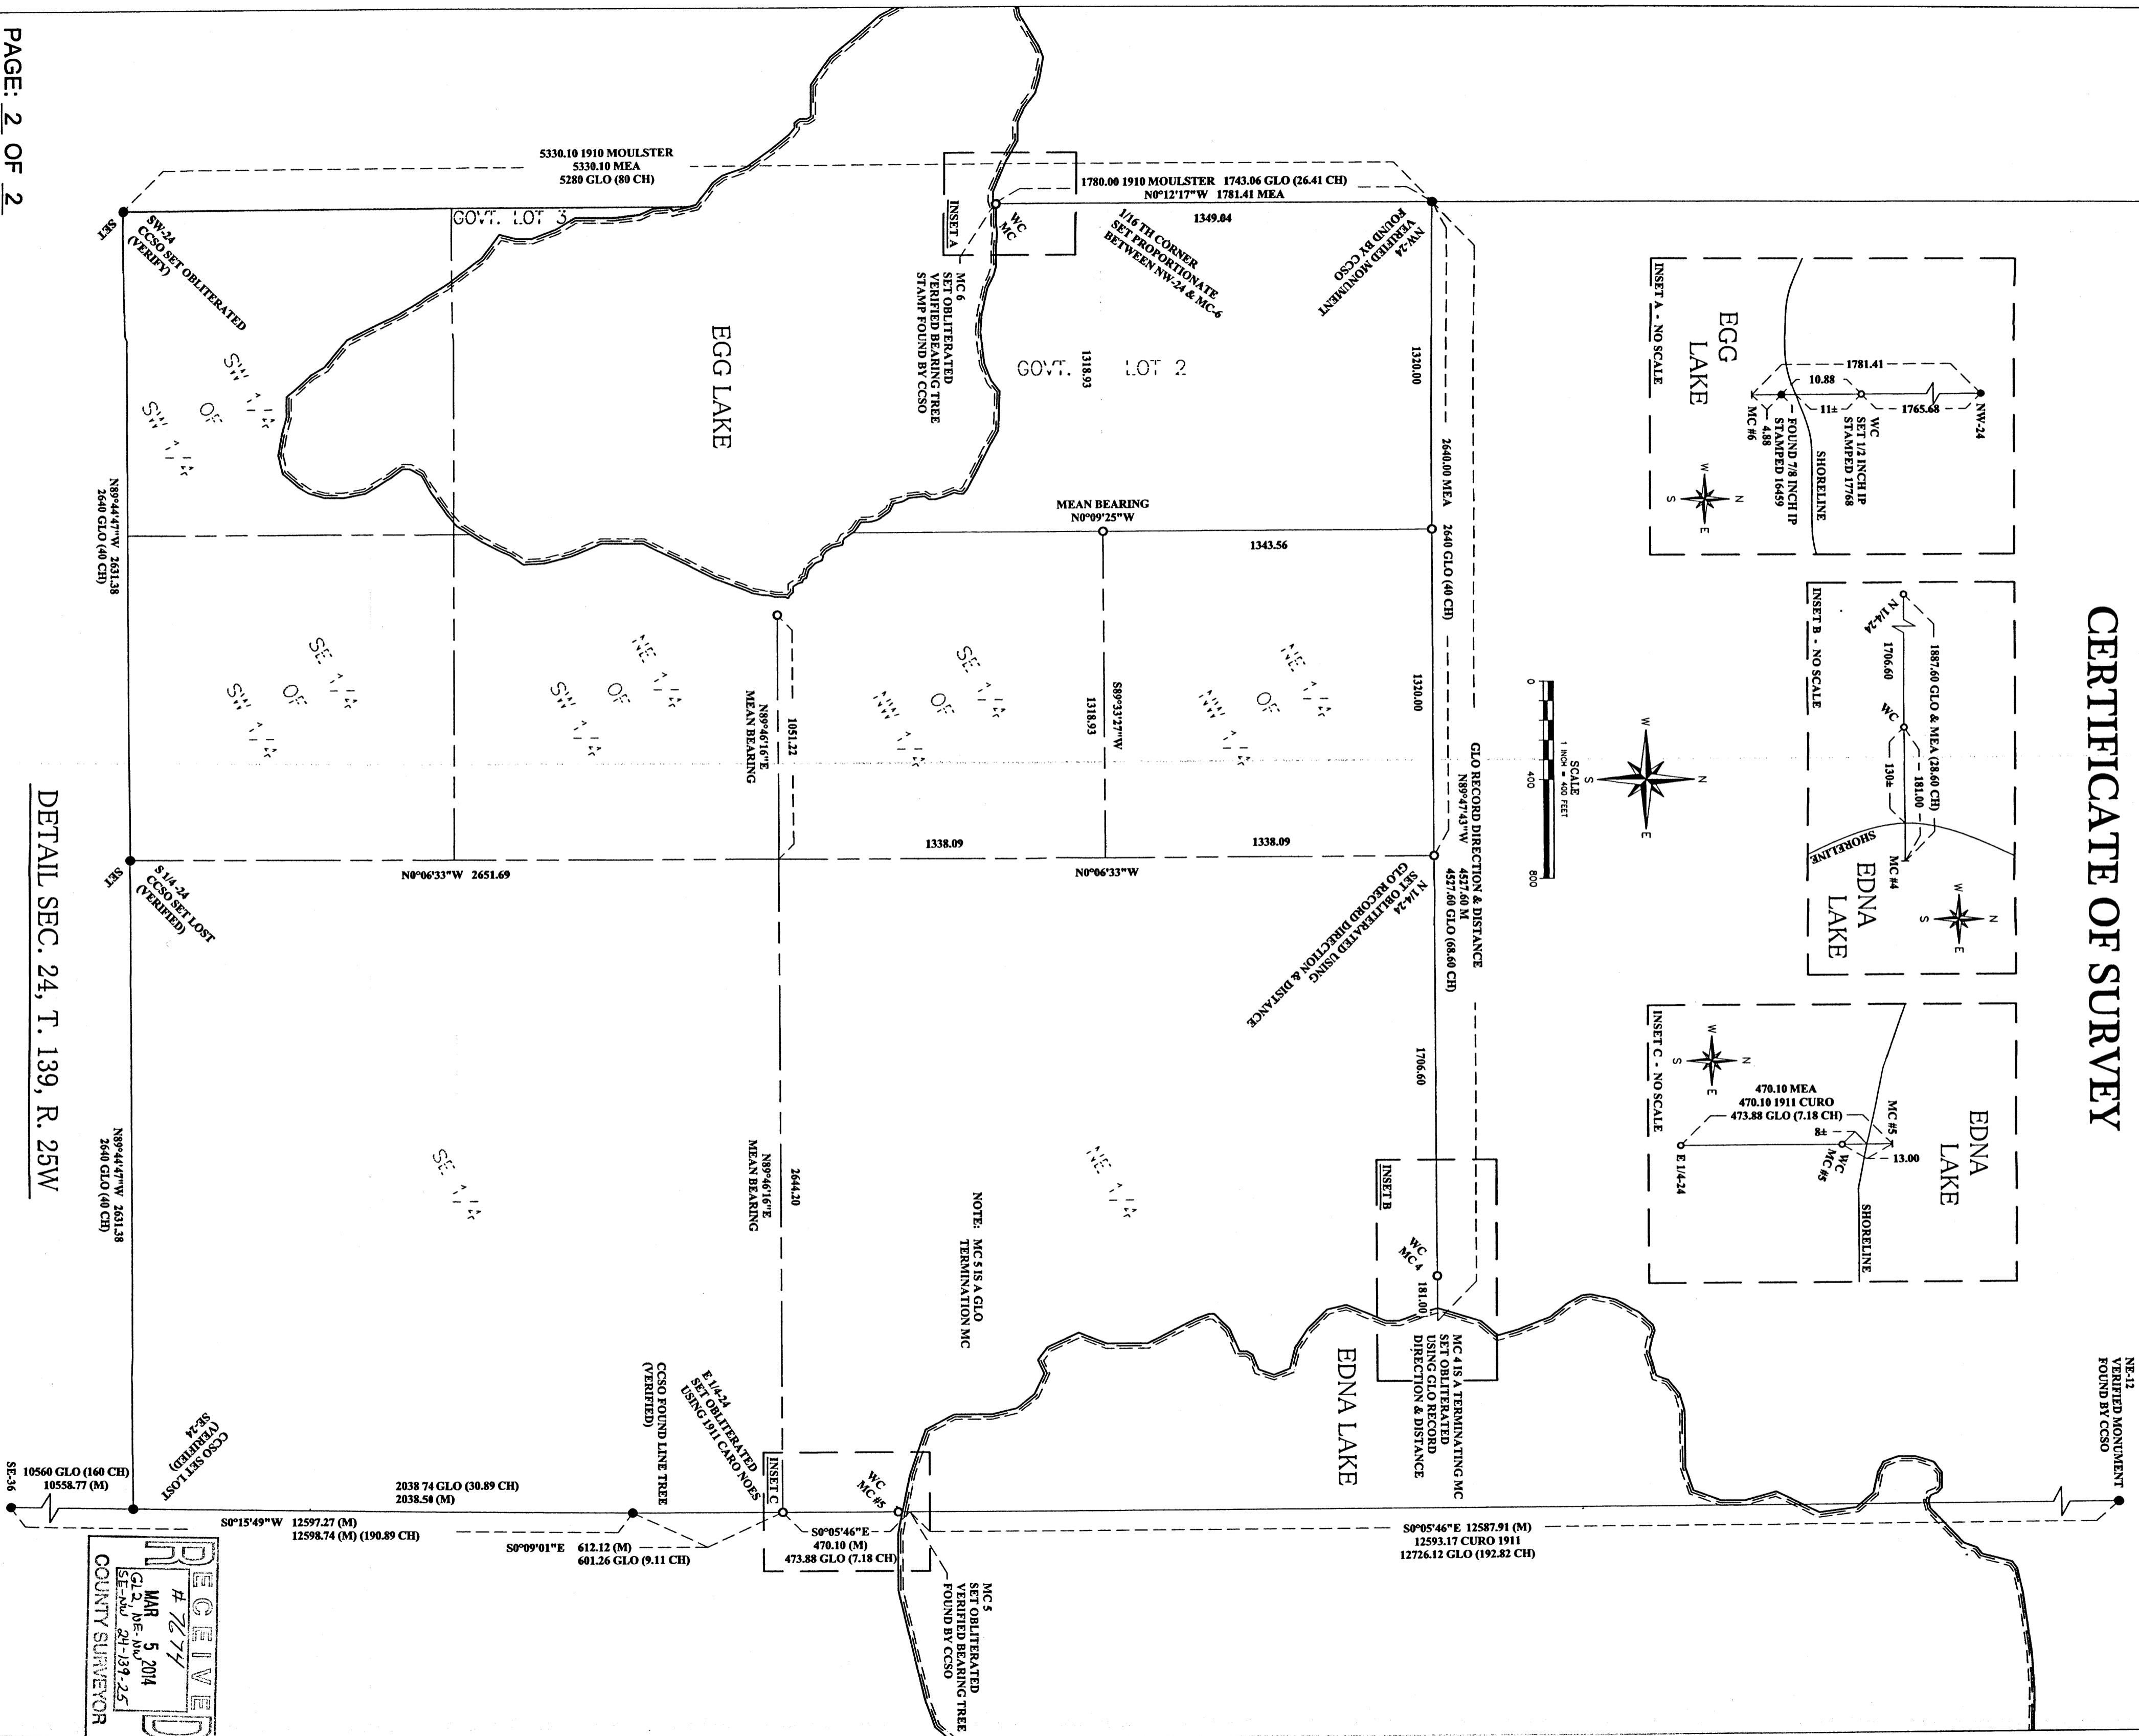 CERTIFICATE OF SURVEY
INSET A - NO SCALE
EGG
LAKE
1781.41
10.88
11±
1765.68
NW-24
WC
SET 1/2 INCH IP
STAMPED 17768
FOUND 7/8 INCH IP
STAMPED 16459
4.88
MC #6
SHORELINE
N
S
E
W
INSET B - NO SCALE
N 1/4-24
1887.60 GLO & MEA (28.60 CH)
1706.60
WC
181.00
130±
MC #4
SHORELINE
EDNA
LAKE
N
S
E
W
INSET C - NO SCALE
N
S
E
W
470.10 MEA
470.10 1911 CURO
473.88 GLO (7.18 CH)
8±
MC #5
13.00
WC
MC #5
E 1/4-24
EDNA
LAKE
SHORELINE
NE-12
VERIFIED MONUMENT
FOUND BY CCSO
W
N
S
E
SCALE
1 INCH = 400 FEET
0
400
800
GLO RECORD DIRECTION & DISTANCE
N89°47'43"W
4527.60 M
4527.60 GLO (68.60 CH)
2640.00 MEA
2640 GLO (40 CH)
1320.00
1320.00
1706.60
NW-24
VERIFIED MONUMENT
FOUND BY CCSO
N 1/4-24
SET OBLITERATED USING
GLO RECORD DIRECTION & DISTANCE
INSET B
WC
MC 4
181.00
MC 4 IS A TERMINATING MC
SET OBLITERATED
USING GLO RECORD
DIRECTION & DISTANCE
EDNA LAKE
5330.10 1910 MOULSTER
5330.10 MEA
5280 GLO (80 CH)
1780.00 1910 MOULSTER 1743.06 GLO (26.41 CH)
N0°12'17"W 1781.41 MEA
1349.04
1/16 TH CORNER
SET PROPORTIONATE
BETWEEN NW-24 & MC-6
INSET A
WC
MC
MC 6
SET OBLITERATED
VERIFIED BEARING TREE
STAMP FOUND BY CCSO
GOVT. LOT 2
1318.93
EGG LAKE
GOVT. LOT 3
MEAN BEARING
N0°09'25"W
1343.56
NE 1/4
OF
NW 1/4
S89°33'27"W
1318.93
1338.09
1338.09
N0°06'33"W
SE 1/4
OF
NW 1/4
NE 1/4
NOTE: MC 5 IS A GLO
TERMINATION MC
1051.22
N89°46'16"E
MEAN BEARING
2644.20
N89°46'16"E
MEAN BEARING
NE 1/4
OF
SW 1/4
N0°06'33"W 2651.69
SE 1/4
OF
SW 1/4
SW 1/4
OF
SW 1/4
SE 1/4
SW-24
CCSO SET OBLITERATED
(VERIFY)
SET
N89°44'47"W 2631.38
2640 GLO (40 CH)
S 1/4 -24
CCSO SET LOST
(VERIFIED)
SET
N89°44'47"W 2631.38
2640 GLO (40 CH)
CCSO SET LOST
(VERIFIED)
SE-24
E 1/4-24
SET OBLITERATED
USING 1911 CARO NOES
CCSO FOUND LINE TREE
(VERIFIED)
INSET C
WC
MC #5
MC 5
SET OBLITERATED
VERIFIED BEARING TREE
FOUND BY CCSO
S0°05'46"E 12587.91 (M)
12593.17 CURO 1911
12726.12 GLO (192.82 CH)
S0°05'46"E
470.10 (M)
473.88 GLO (7.18 CH)
S0°09'01"E 612.12 (M)
601.26 GLO (9.11 CH)
2038 74 GLO (30.89 CH)
2038.50 (M)
S0°15'49"W 12597.27 (M)
12598.74 (M) (190.89 CH)
10560 GLO (160 CH)
10558.77 (M)
SE-36
DETAIL SEC. 24, T. 139, R. 25W
PAGE: 2 OF 2
RECEIVED
# 7674
MAR 5 2014
GL2, NE-NW
SE-NW 24-139-25
COUNTY SURVEYOR